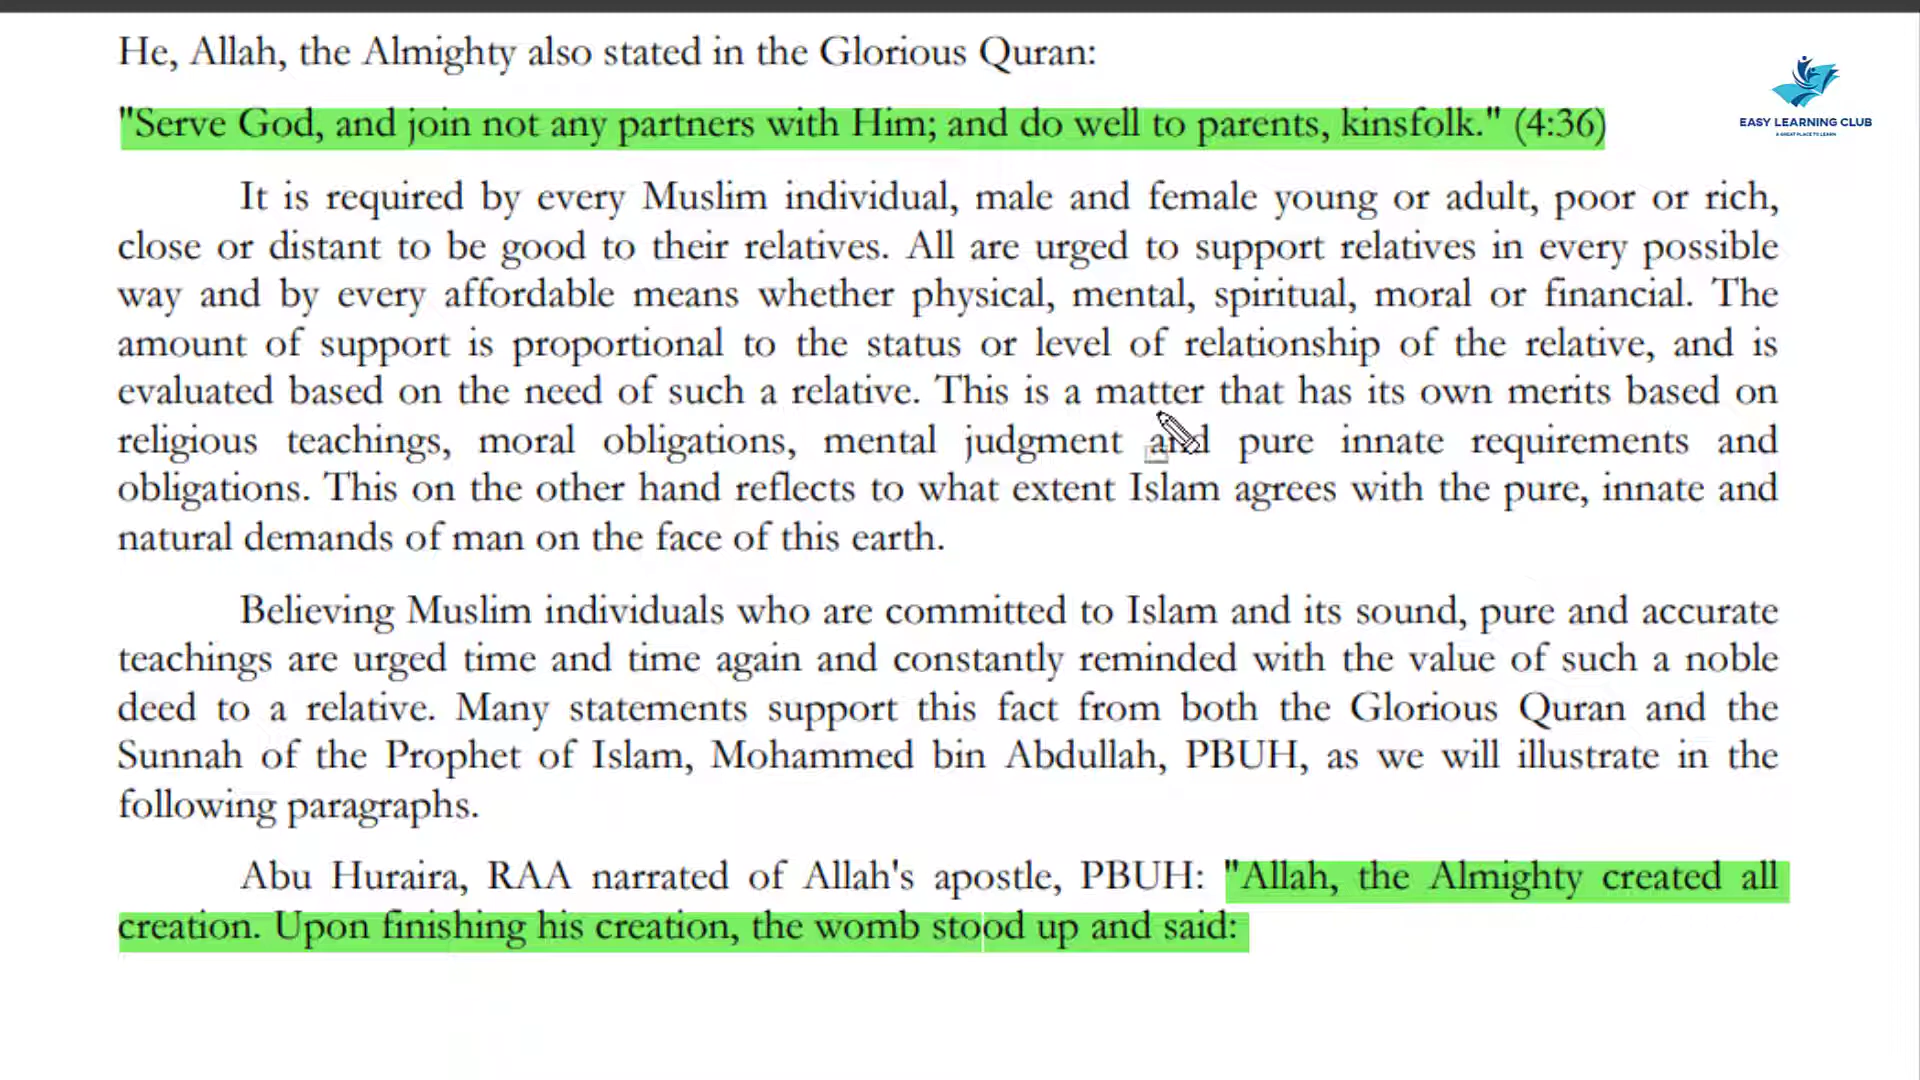 He, Allah, the Almighty also stated in the Glorious Quran:
"Serve God, and join not any partners with Him; and do well to parents, kinsfolk." (4:36)
EASY LEARNING CLUB
A GREAT PLACE TO LEARN
It is required by every Muslim individual, male and female young or adult, poor or rich,
close or distant to be good to their relatives. All are urged to support relatives in every possible
way and by every affordable means whether physical, mental, spiritual, moral or financial. The
amount of support is proportional to the status or level of relationship of the relative, and is
evaluated based on the need of such a relative. This is a matter that has its own merits based on
religious teachings, moral obligations, mental judgment and pure innate requirements and
obligations. This on the other hand reflects to what extent Islam agrees with the pure, innate and
natural demands of man on the face of this earth.
Believing Muslim individuals who are committed to Islam and its sound, pure and accurate
teachings are urged time and time again and constantly reminded with the value of such a noble
deed to a relative. Many statements support this fact from both the Glorious Quran and the
Sunnah of the Prophet of Islam, Mohammed bin Abdullah, PBUH, as we will illustrate in the
following paragraphs.
Abu Huraira, RAA narrated of Allah's apostle, PBUH: "Allah, the Almighty created all
creation. Upon finishing his creation, the womb stood up and said: